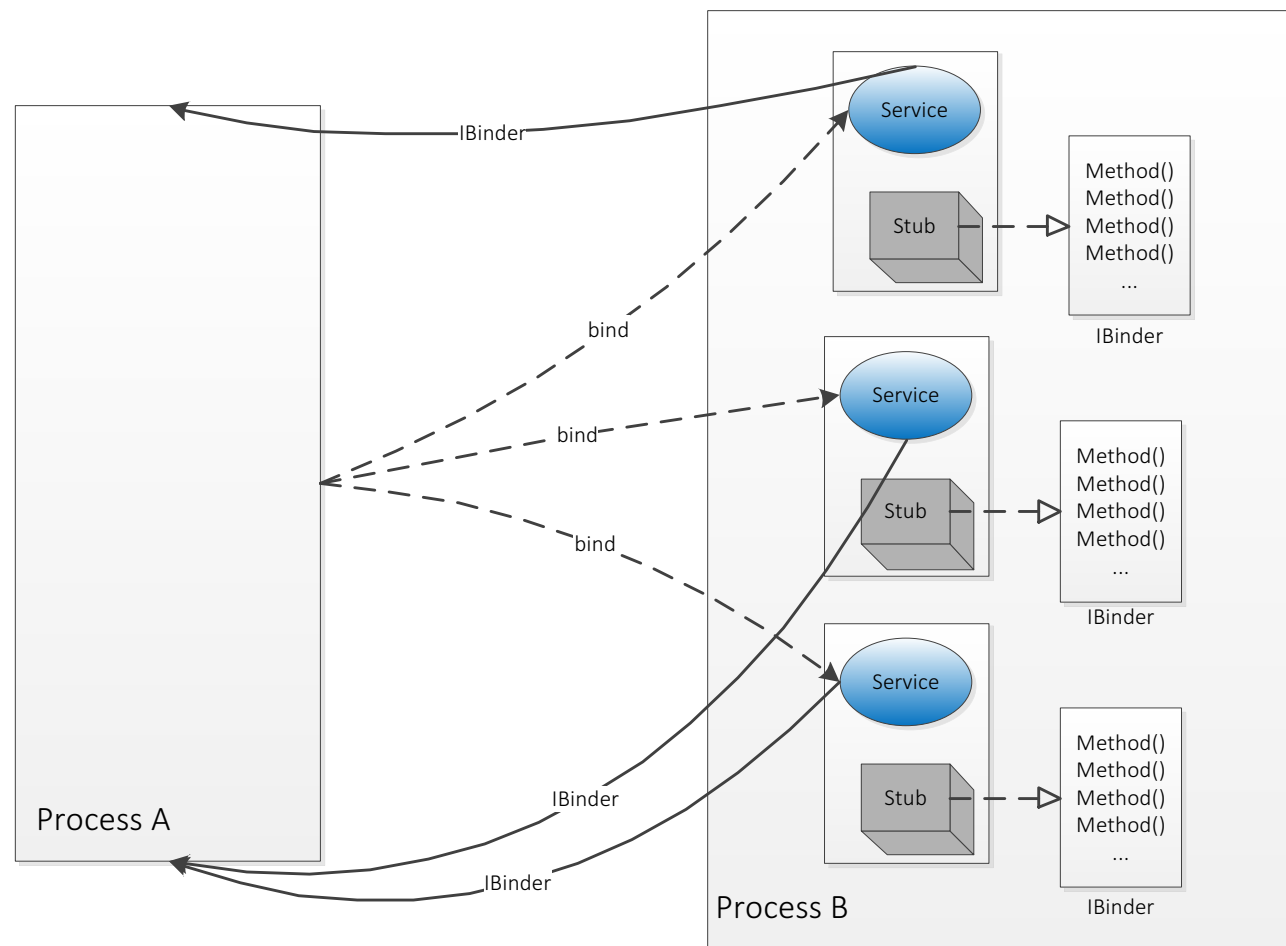 Service
IBinder
Method()
Method()
Method()
Method()
...
Stub
IBinder
bind
Service
bind
Method()
Method()
Method()
Method()
...
Stub
bind
IBinder
Service
Method()
Method()
Method()
Method()
...
IBinder
Stub
Process A
IBinder
Process B
IBinder